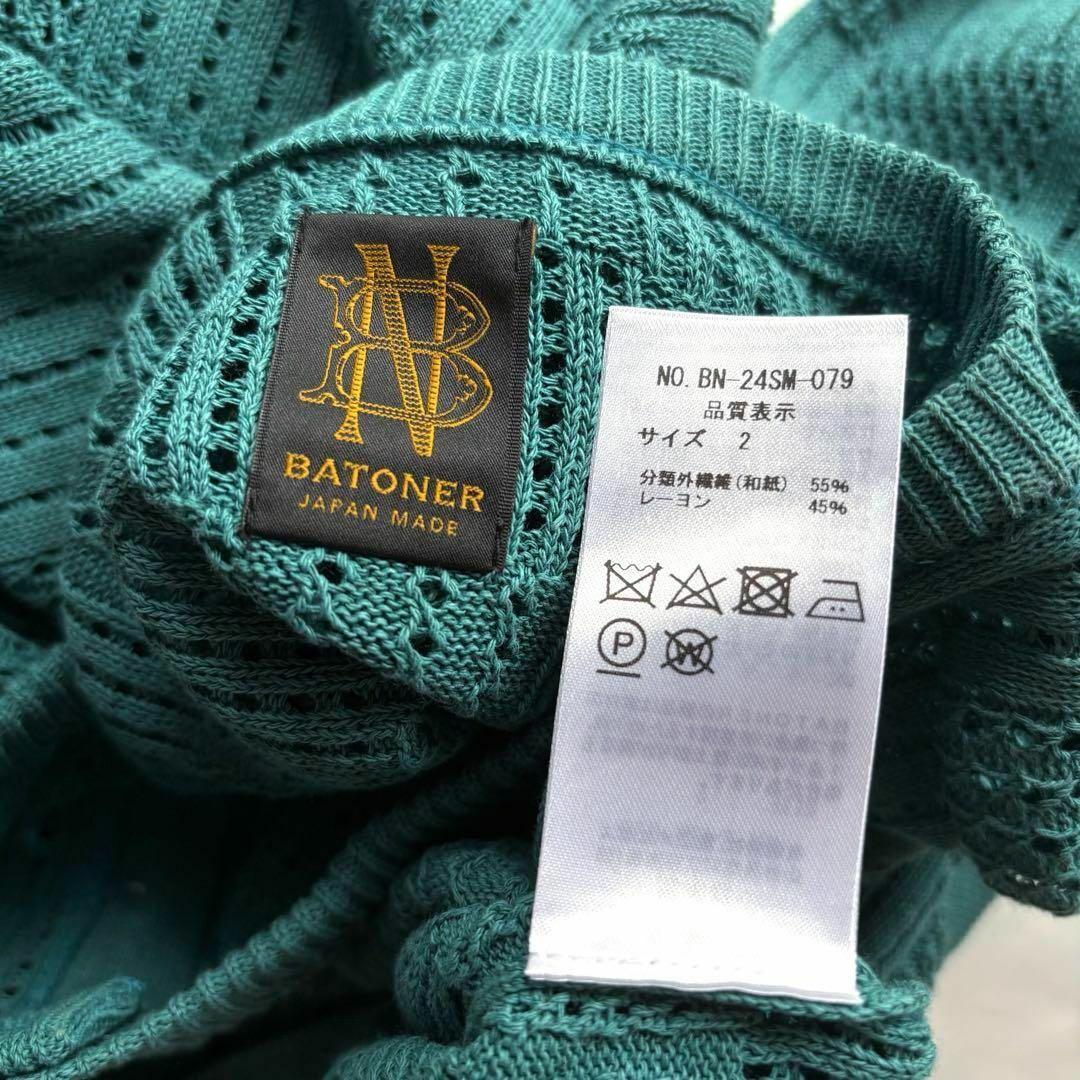 NB
BATONER
JAPAN MADE
NO. BN-24SM-079
品質表示
サイズ 2
分類外繊維(和紙) 55%
レーヨン 45%
P
W